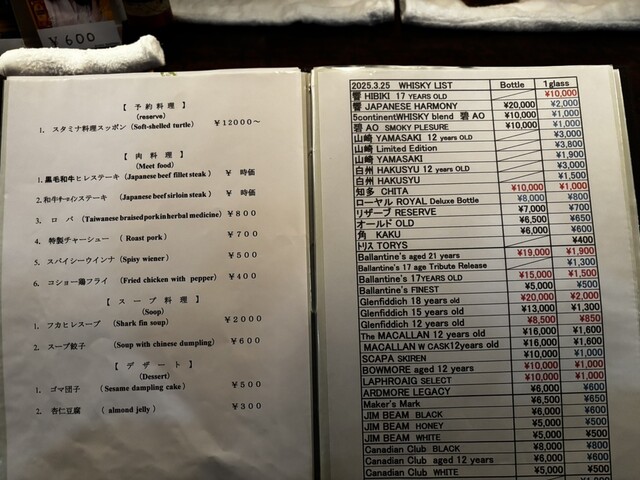 ¥600
【 予 約 料 理 】
(reserve)
1. スタミナ料理スッポン (Soft-shelled turtle) ¥12000~
【 肉 料 理 】
(Meet food)
1. 黒毛和牛ヒレステーキ (Japanese beef fillet steak ) ¥ 時価
2. 和牛サーロインステーキ (Japanese beef sirloin steak) ¥ 時価
3. ロ バ (Taiwanese braised pork in herbal medicine) ¥800
4. 特製チャーシュー ( Roast pork ) ¥700
5. スパイシーウインナ (Spisy wiener) ¥500
6. コショー鶏フライ (Fried chicken with pepper) ¥400
【 ス ー プ 料 理 】
(Soup)
1. フカヒレスープ (Shark fin soup) ¥2000
2. スープ餃子 (Soup with chinese dumpling) ¥600
【 デ ザ ー ト 】
(Dessert)
1. ゴマ団子 ( Sesame dampling cake) ¥500
2. 杏仁豆腐 ( almond jelly ) ¥300
2025.3.25 WHISKY LIST Bottle 1glass
響 HIBIKI 17 YEARS OLD ¥10,000
響 JAPANESE HARMONY ¥20,000 ¥2,000
5continentWHISKY blend 碧 AO ¥10,000 ¥1,000
碧 AO SMOKY PLESURE ¥10,000 ¥1,000
山崎 YAMASAKI 12 years OLD ¥3,000
山崎 Limited Edition ¥3,800
山崎 YAMASAKI ¥1,900
白州 HAKUSYU 12 years OLD ¥3,000
白州 HAKUSYU ¥1,500
知多 CHITA ¥10,000 ¥1,000
ローヤル ROYAL Deluxe Bottle ¥8,000 ¥800
リザーブ RESERVE ¥7,000 ¥700
オールド OLD ¥6,500 ¥650
角 KAKU ¥6,000 ¥600
トリス TORYS ¥400
Ballantine's aged 21 years ¥19,000 ¥1,900
Ballantine's 17 age Tribute Release ¥1,300
Ballantine's 17YEARS OLD ¥15,000 ¥1,500
Ballantine's FINEST ¥5,000 ¥500
Glenfiddich 18 years old ¥20,000 ¥2,000
Glenfiddich 15 years old ¥13,000 ¥1,300
Glenfiddich 12 years old ¥8,500 ¥850
The MACALLAN 12 years old ¥16,000 ¥1,600
MACALLAN W CASK12years old ¥16,000 ¥1,600
SCAPA SKIREN ¥10,000 ¥1,000
BOWMORE aged 12 years ¥10,000 ¥1,000
LAPHROAIG SELECT ¥10,000 ¥1,000
ARDMORE LEGACY ¥6,000 ¥600
Maker's Mark ¥6,500 ¥650
JIM BEAM BLACK ¥6,000 ¥600
JIM BEAM HONEY ¥5,000 ¥500
JIM BEAM WHITE ¥5,000 ¥500
Canadian Club BLACK ¥8,000 ¥800
Canadian Club aged 12 years ¥6,000 ¥600
Canadian Club WHITE ¥5,000 ¥500